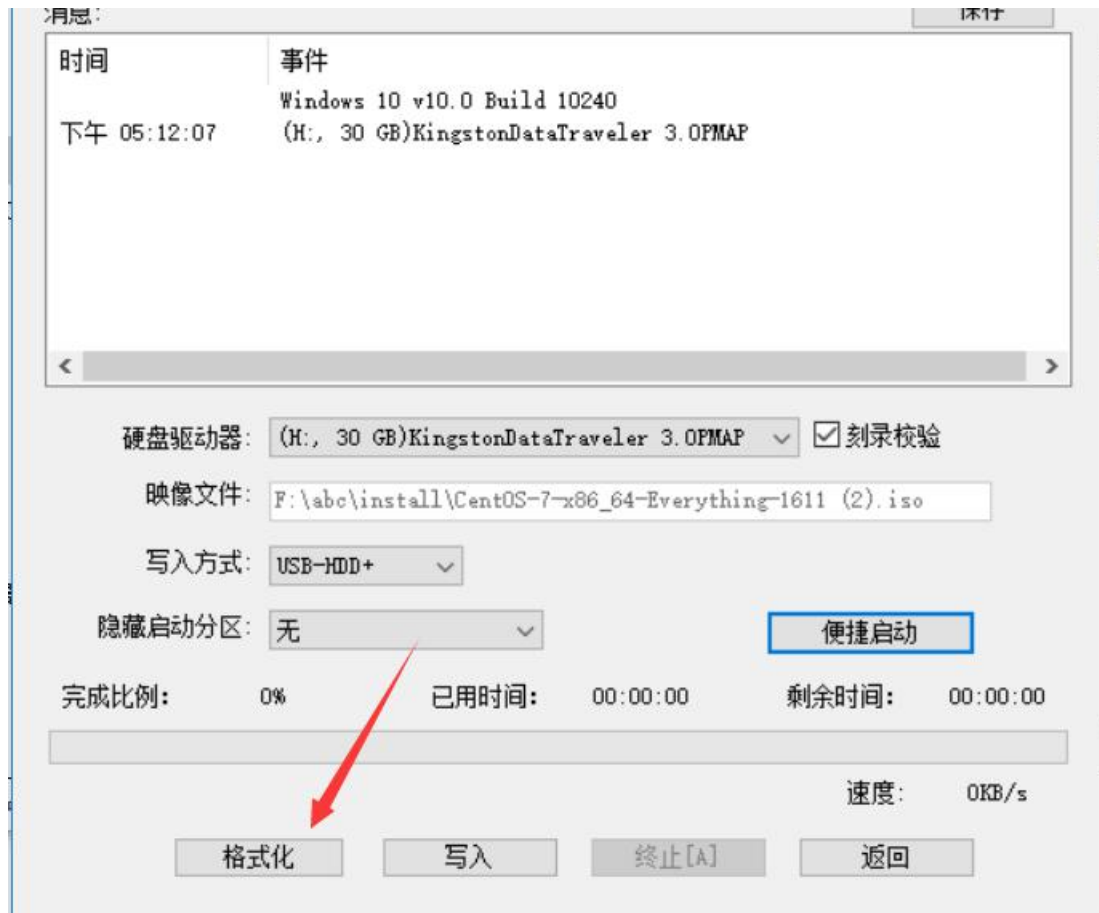 消息:
保存
时间 事件
Windows 10 v10.0 Build 10240
下午 05:12:07 (H:, 30 GB)KingstonDataTraveler 3.0PMAP
硬盘驱动器: (H:, 30 GB)KingstonDataTraveler 3.0PMAP 刻录校验
映像文件: F:\abc\install\CentOS-7-x86_64-Everything-1611 (2).iso
写入方式: USB-HDD+
隐藏启动分区: 无 便捷启动
完成比例: 0% 已用时间: 00:00:00 剩余时间: 00:00:00
速度: 0KB/s
格式化 写入 终止[A] 返回